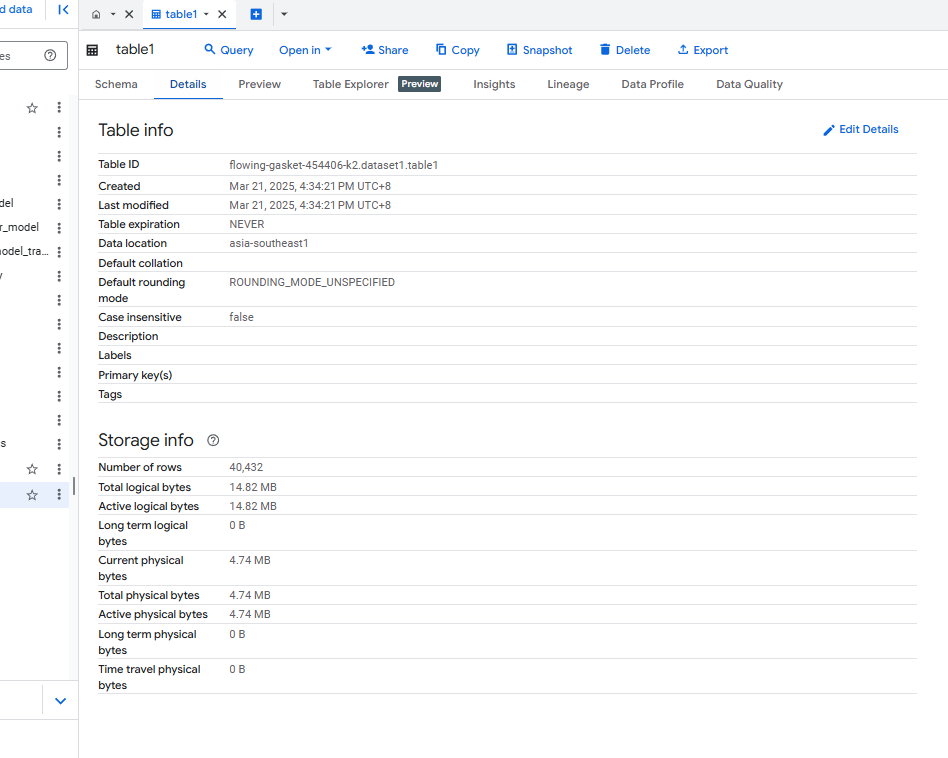 d data
table1
es
table1
Query
Open in
Share
Copy
Snapshot
Delete
Export
Schema
Details
Preview
Table Explorer
Preview
Insights
Lineage
Data Profile
Data Quality
del
r_model
odel_tra...
y
s
Table info
Edit Details
Table ID flowing-gasket-454406-k2.dataset1.table1
Created Mar 21, 2025, 4:34:21 PM UTC+8
Last modified Mar 21, 2025, 4:34:21 PM UTC+8
Table expiration NEVER
Data location asia-southeast1
Default collation
Default rounding ROUNDING_MODE_UNSPECIFIED
mode
Case insensitive false
Description
Labels
Primary key(s)
Tags
Storage info
Number of rows 40,432
Total logical bytes 14.82 MB
Active logical bytes 14.82 MB
Long term logical 0 B
bytes
Current physical 4.74 MB
bytes
Total physical bytes 4.74 MB
Active physical bytes 4.74 MB
Long term physical 0 B
bytes
Time travel physical 0 B
bytes